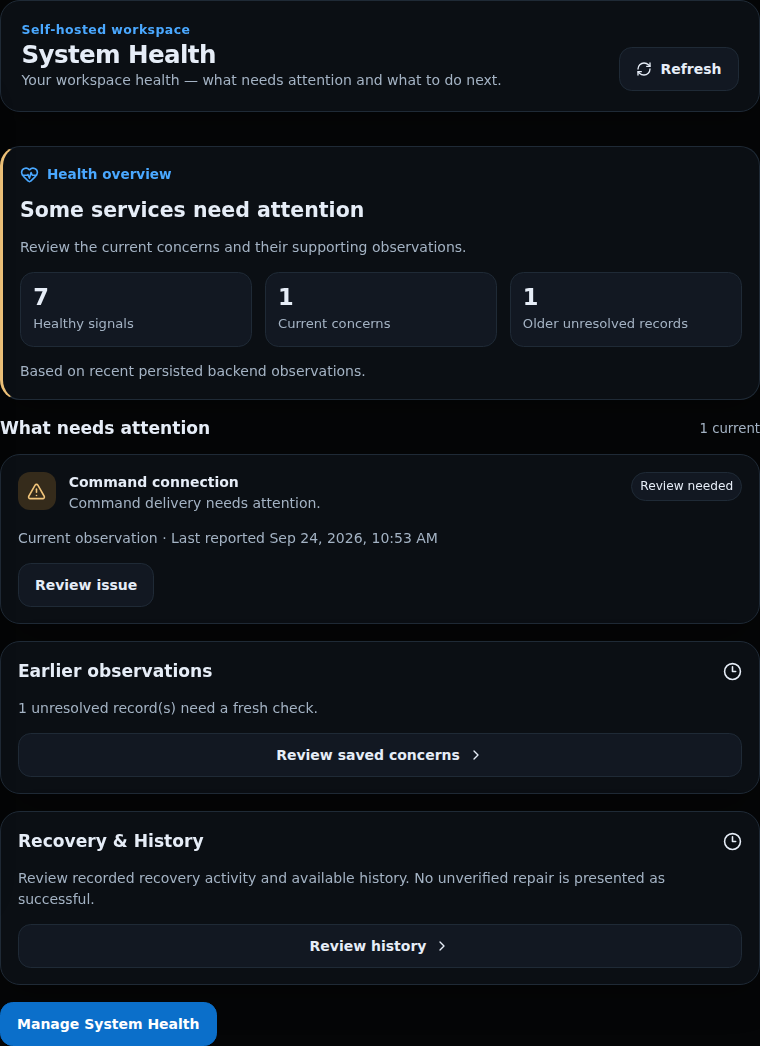 Self-hosted workspace
System Health
Your workspace health — what needs attention and what to do next.
Refresh
Health overview
Some services need attention
Review the current concerns and their supporting observations.
7
Healthy signals
1
Current concerns
1
Older unresolved records
Based on recent persisted backend observations.
What needs attention
1 current
Command connection
Command delivery needs attention.
Review needed
Current observation · Last reported Sep 24, 2026, 10:53 AM
Review issue
Earlier observations
1 unresolved record(s) need a fresh check.
Review saved concerns
Recovery & History
Review recorded recovery activity and available history. No unverified repair is presented as
successful.
Review history
Manage System Health